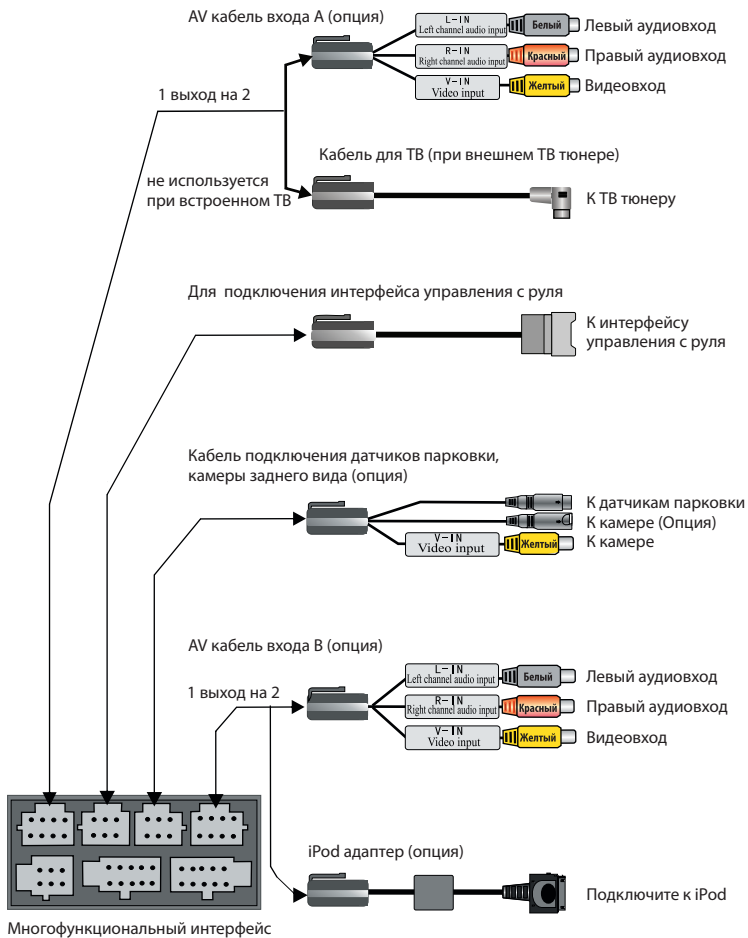 AV кабель входа А (опция)
L-IN
Left channel audio input
Белый
Левый аудиовход
R-IN
Right channel audio input
Красный
Правый аудиовход
V-IN
Video input
Желтый
Видеовход
1 выход на 2
Кабель для ТВ (при внешнем ТВ тюнере)
не используется
при встроенном ТВ
К ТВ тюнеру
Для подключения интерфейса управления с руля
К интерфейсу
управления с руля
Кабель подключения датчиков парковки,
камеры заднего вида (опция)
К датчикам парковки
К камере (Опция)
V-IN
Video input
Желтый
К камере
AV кабель входа В (опция)
L-IN
Left channel audio input
Белый
Левый аудиовход
1 выход на 2
R-IN
Right channel audio input
Красный
Правый аудиовход
V-IN
Video input
Желтый
Видеовход
iPod адаптер (опция)
Подключите к iPod
Многофункциональный интерфейс